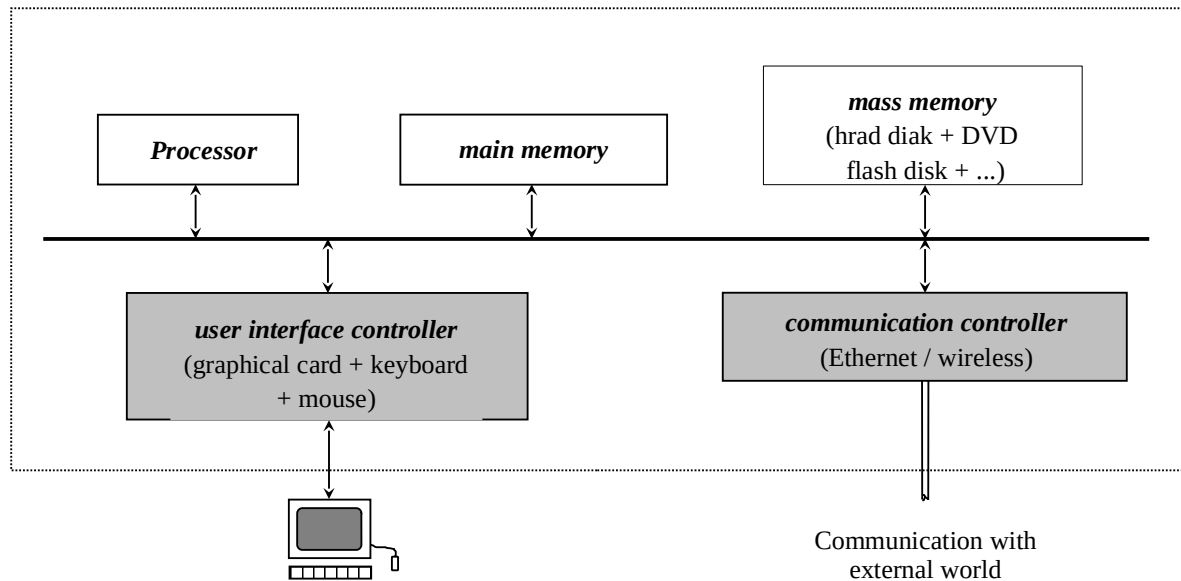 mass memory
(hrad diak + DVD
flash disk + ...)
Processor
main memory
user interface controller
(graphical card + keyboard
+ mouse)
communication controller
(Ethernet / wireless)
Communication with
external world